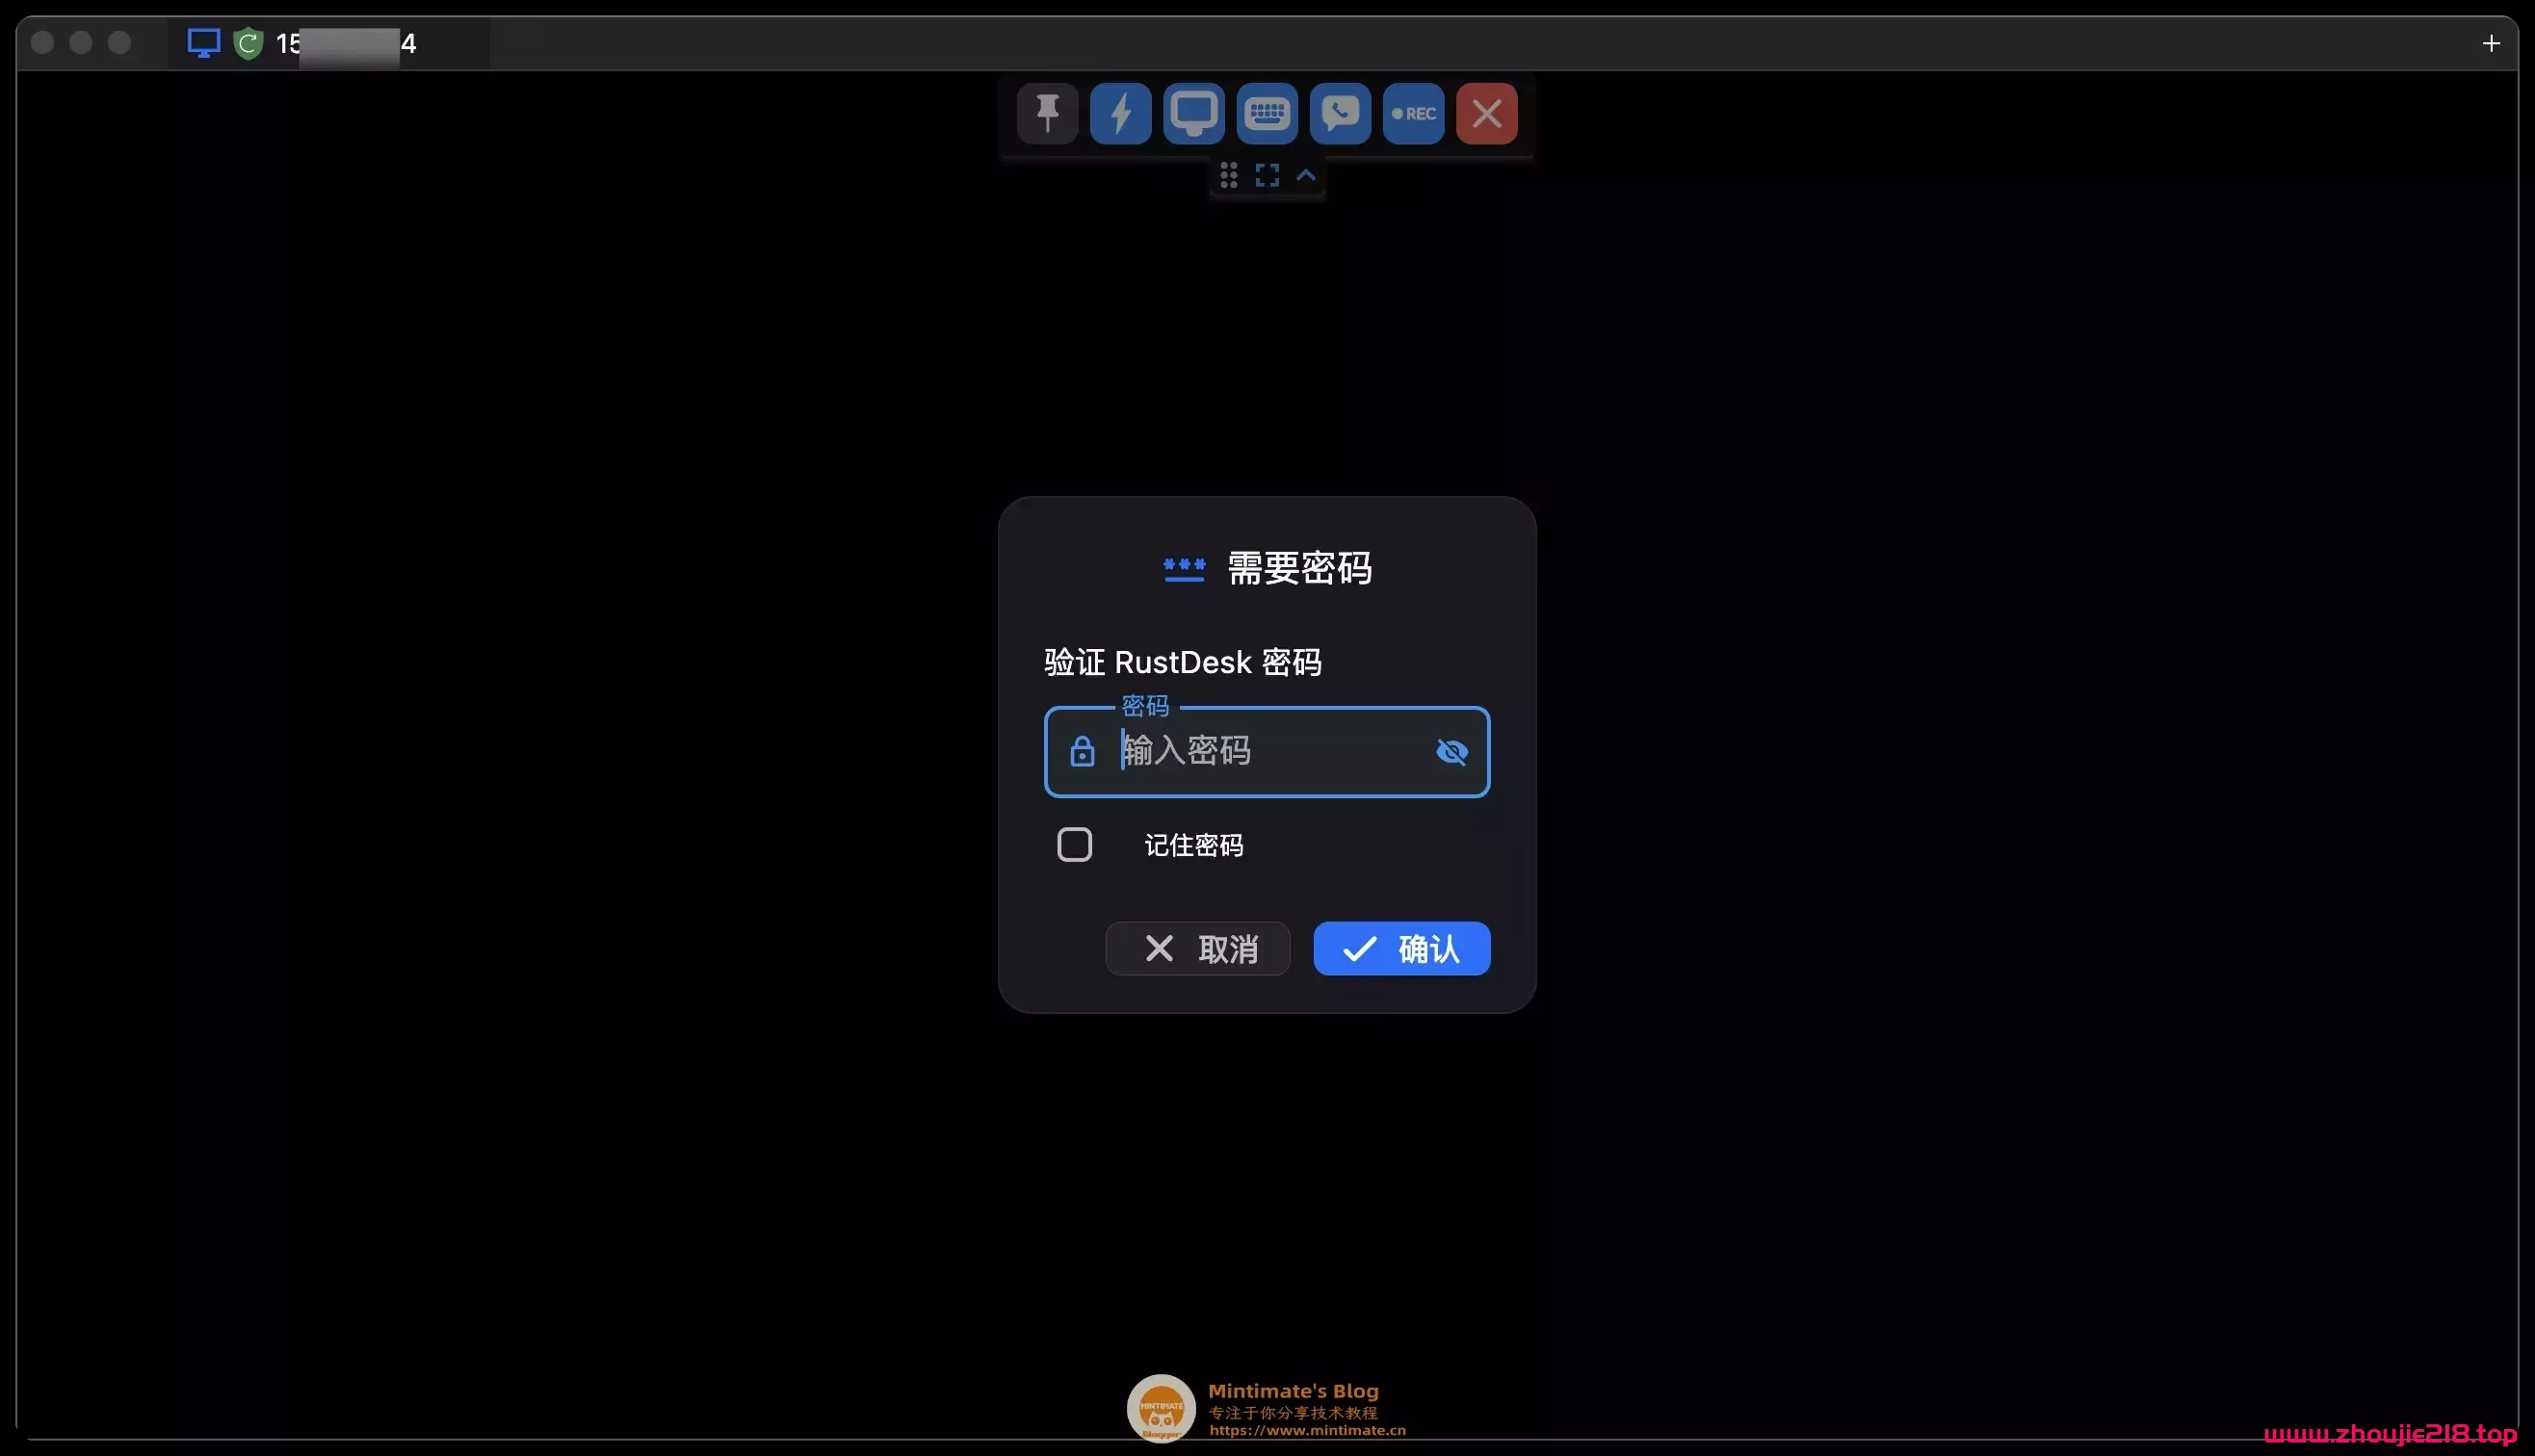 15 4
REC
*** 需要密码
验证 RustDesk 密码
密码
输入密码
记住密码
取消
确认
MINTIMATE
Blogger
Mintimate's Blog
专注于你分享技术教程
https://www.mintimate.cn
www.zhoujie218.top